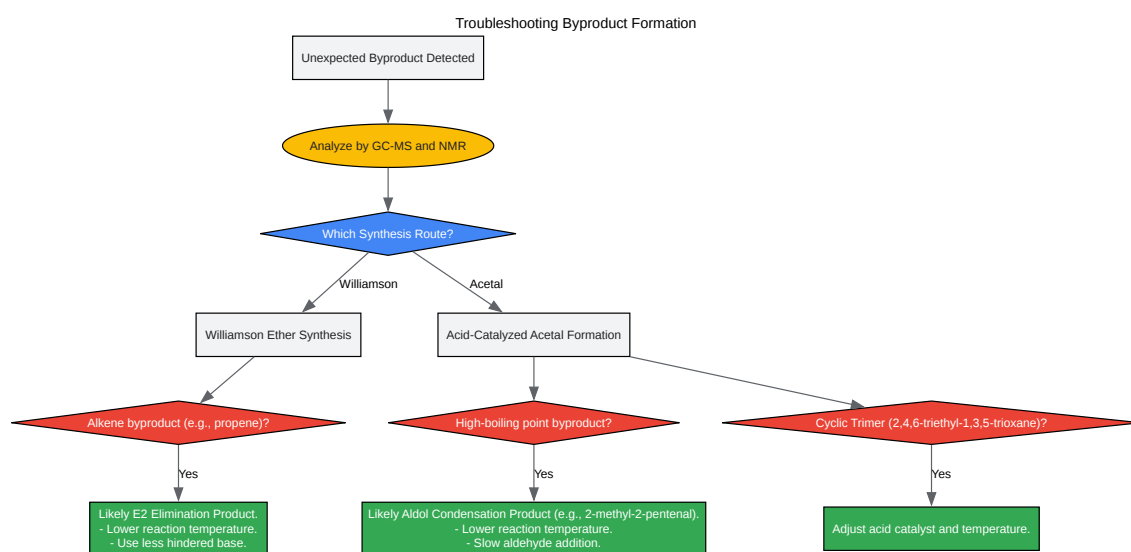 Troubleshooting Byproduct Formation
Unexpected Byproduct Detected
Analyze by GC-MS and NMR
Which Synthesis Route?
Williamson
Acetal
Williamson Ether Synthesis
Acid-Catalyzed Acetal Formation
Alkene byproduct (e.g., propene)?
High-boiling point byproduct?
Cyclic Trimer (2,4,6-triethyl-1,3,5-trioxane)?
Yes
Yes
Yes
Likely E2 Elimination Product.
- Lower reaction temperature.
- Use less hindered base.
Likely Aldol Condensation Product (e.g., 2-methyl-2-pentenal).
- Lower reaction temperature.
- Slow aldehyde addition.
Adjust acid catalyst and temperature.